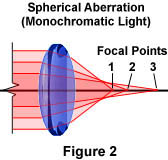 Spherical Aberration
(Monochromatic Light)
Focal Points
1 2 3
Figure 2